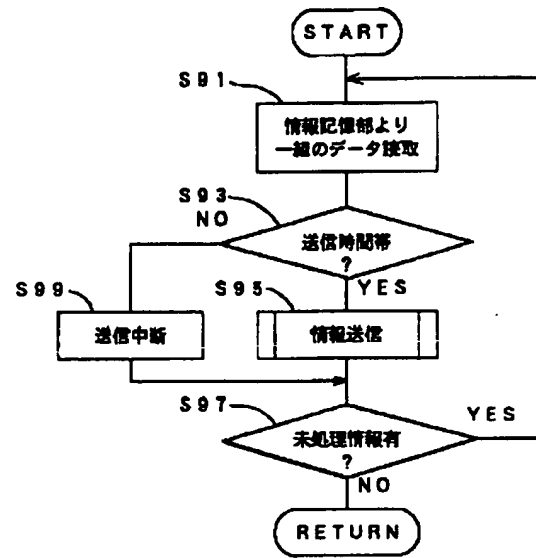 START
S91
情報記憶部より
一組のデータ読取
S93
NO
送信時間帯
?
YES
S99
送信中断
S95
情報送信
S97
YES
未処理情報有
?
NO
RETURN